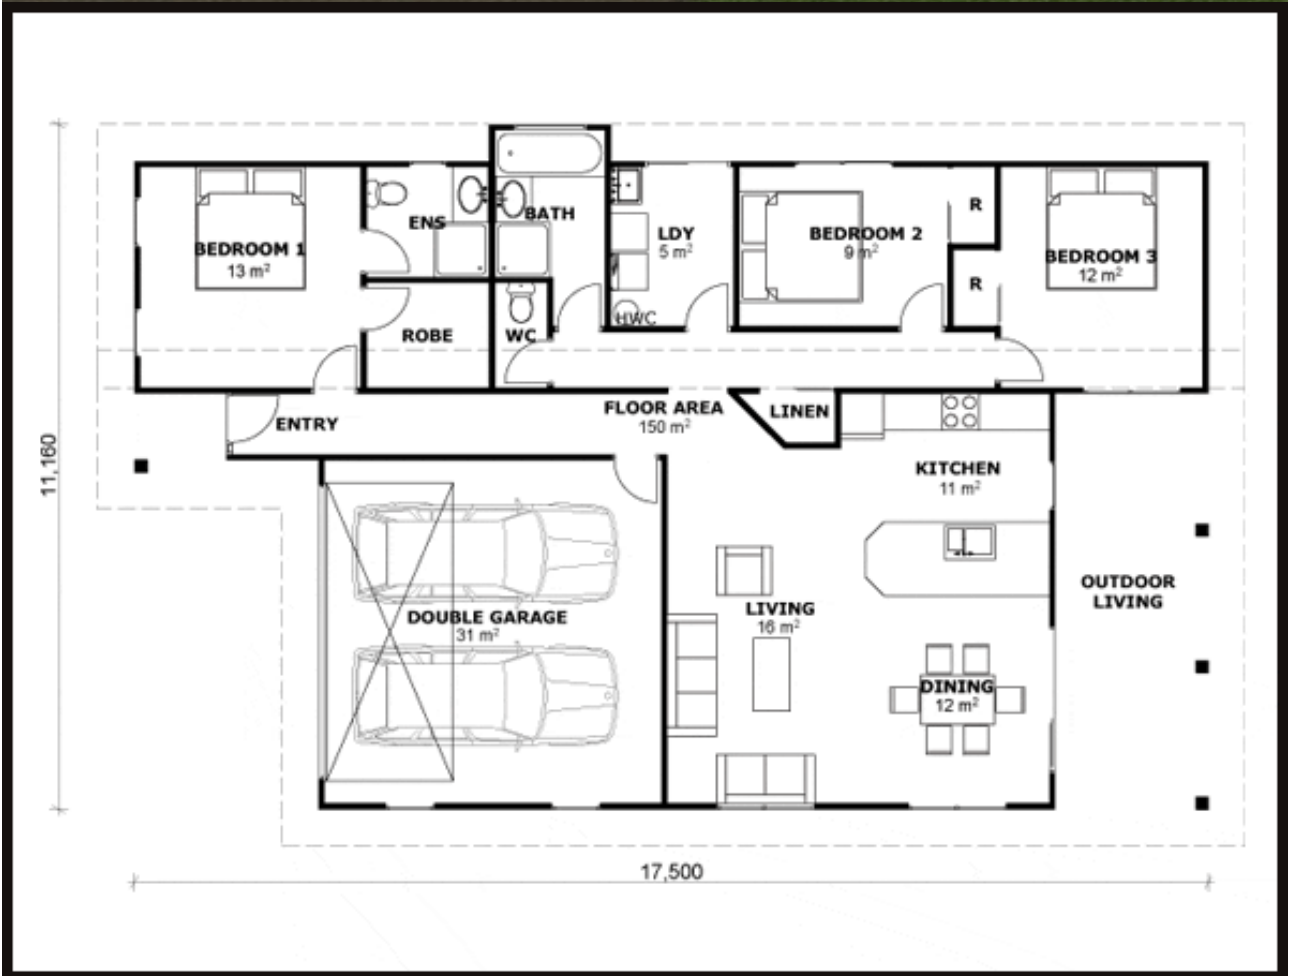 BEDROOM 1
13 m²
ENS
BATH
LDY
5 m²
BEDROOM 2
9 m²
R
R
BEDROOM 3
12 m²
ROBE
WC
HWC
ENTRY
FLOOR AREA
150 m²
LINEN
KITCHEN
11 m²
11,160
OUTDOOR
LIVING
LIVING
16 m²
DOUBLE GARAGE
31 m²
DINING
12 m²
17,500